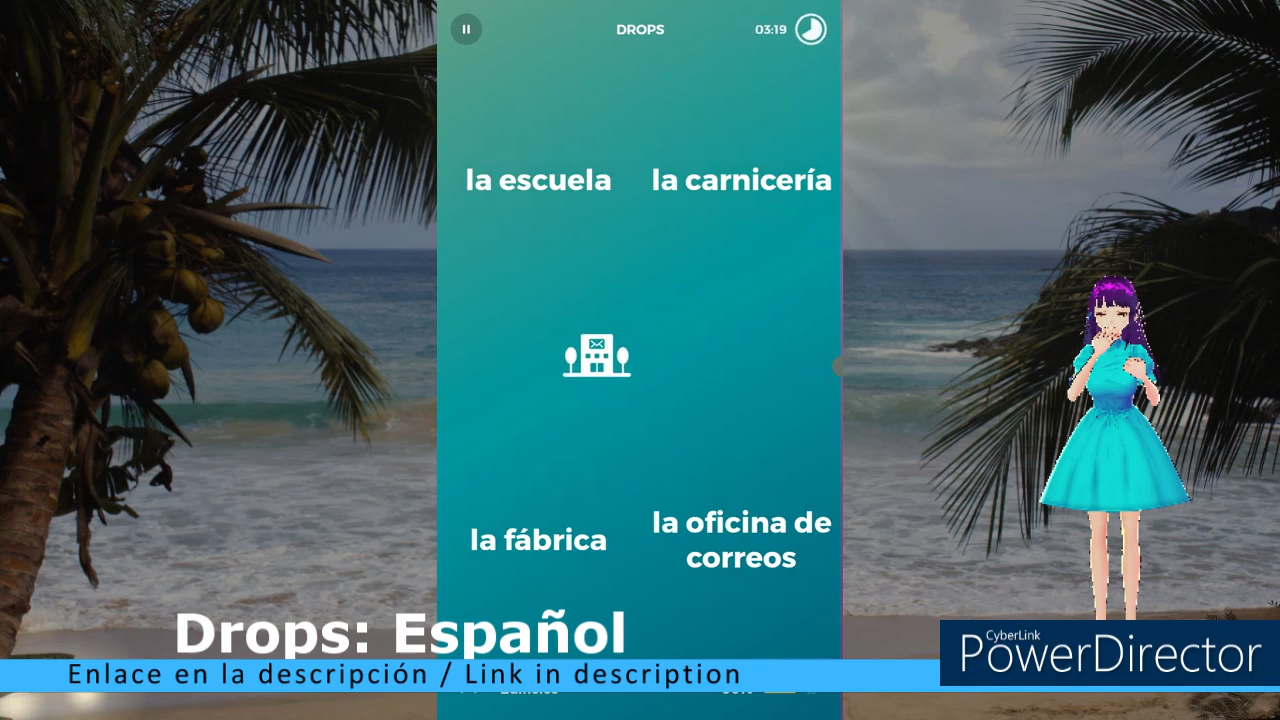 DROPS
03:19
la escuela
la carnicería
la fábrica
la oficina de
correos
Drops: Español
Enlace en la descripción / Link in description
CyberLink
PowerDirector